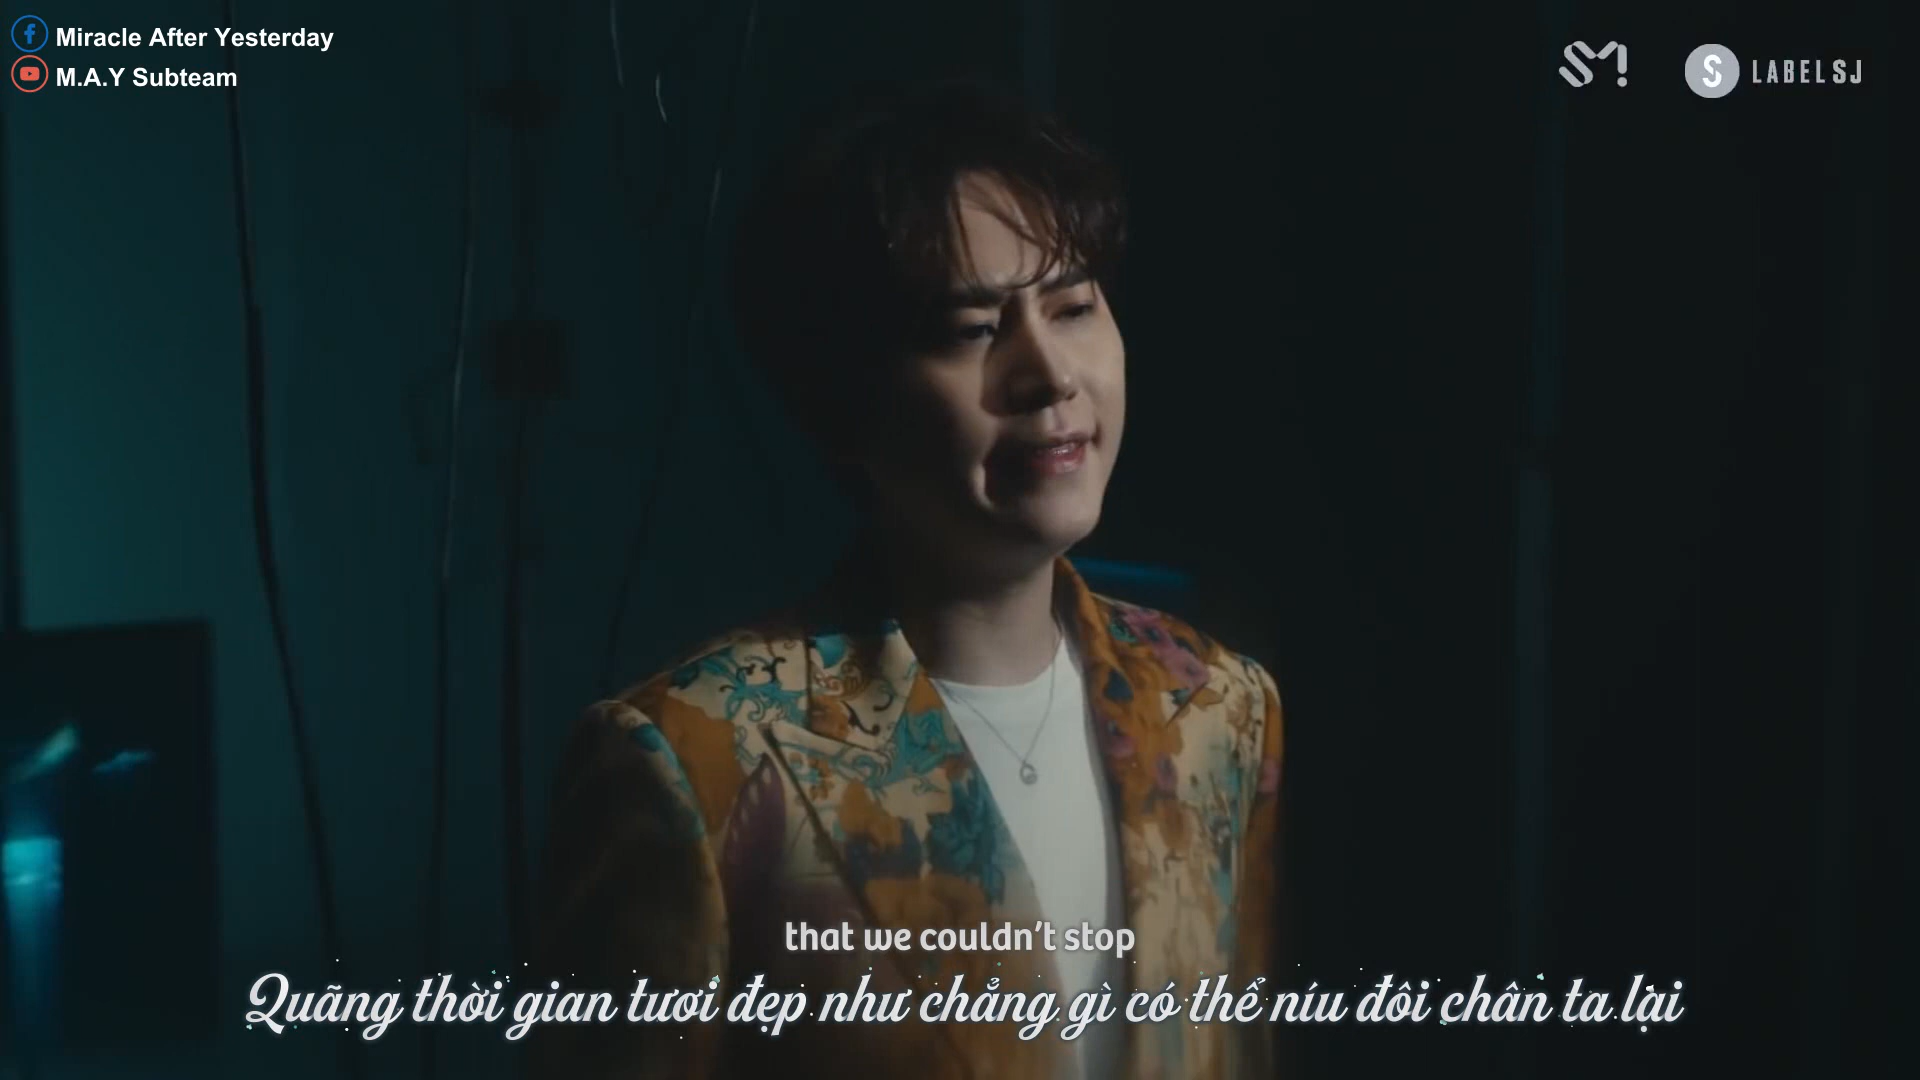 Miracle After Yesterday
M.A.Y Subteam
SM!
S LABEL SJ
that we couldn't stop
Quãng thời gian tươi đẹp như chẳng gì có thể níu đôi chân ta lại